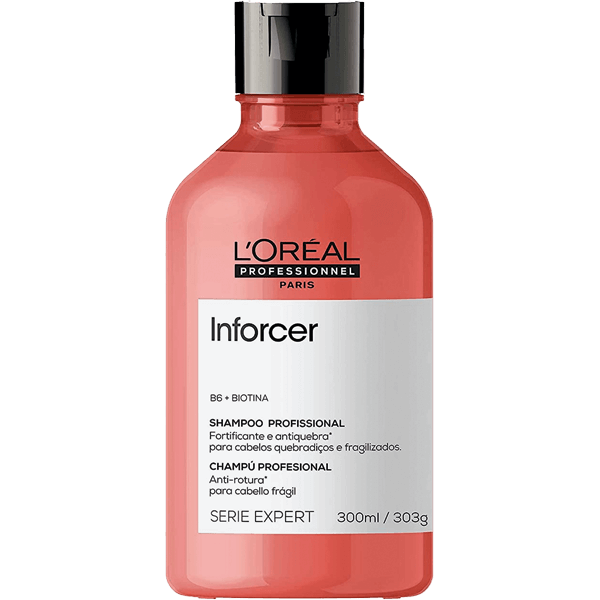 L'ORÉAL
PROFESSIONNEL
PARIS
Inforcer
B6 + BIOTINA
SHAMPOO PROFISSIONAL
Fortificante e antiquebra*
para cabelos quebradiços e fragilizados.
CHAMPÚ PROFESIONAL
Anti-rotura*
para cabello frágil
SERIE EXPERT 300ml / 303g